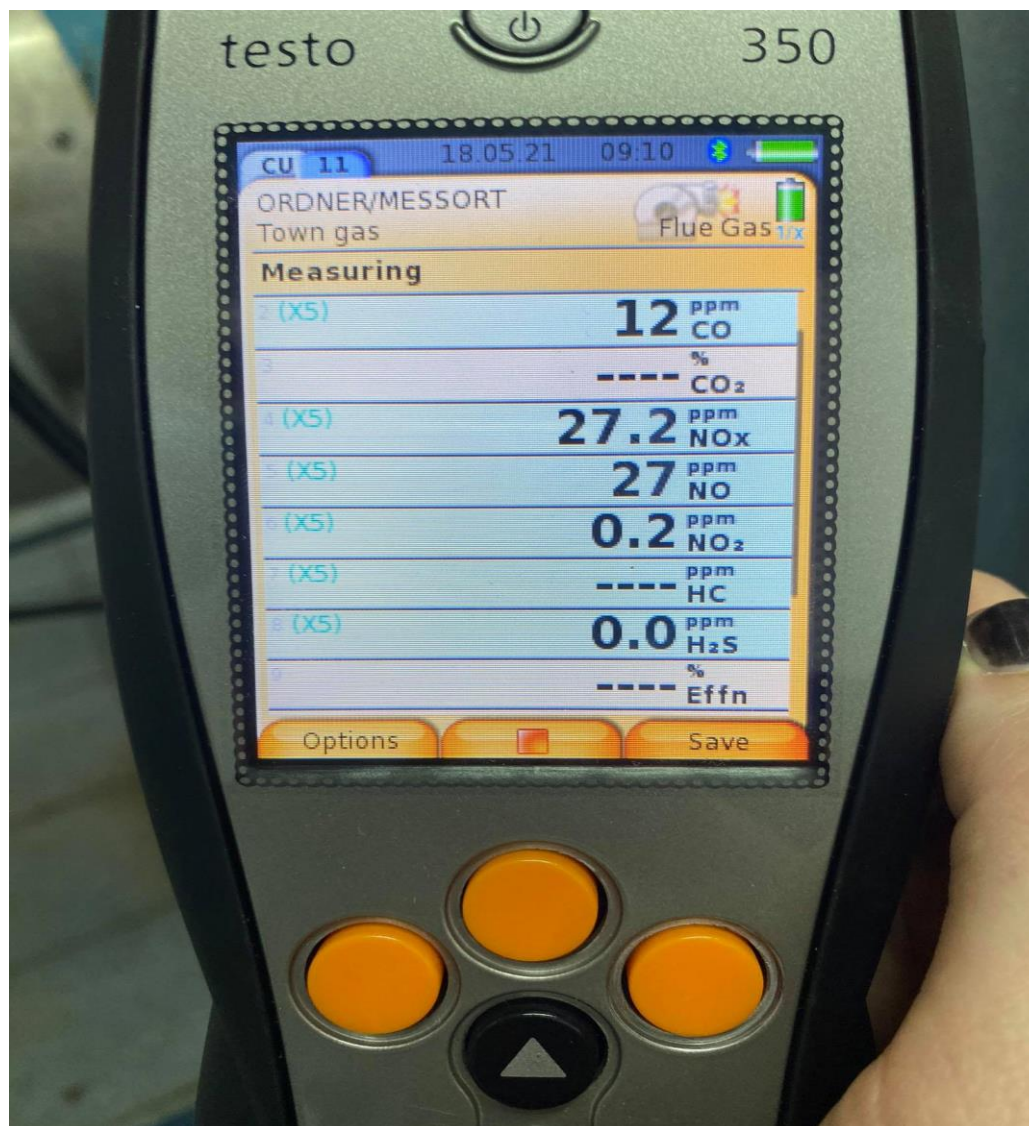 testo 350
CU 11 18.05.21 09:10
ORDNER/MESSORT
Town gas Flue Gas 1/x
Measuring
2 (X5) 12 ppm CO
3 ---- % CO₂
4 (X5) 27.2 ppm NOx
5 (X5) 27 ppm NO
6 (X5) 0.2 ppm NO₂
7 (X5) ---- ppm HC
8 (X5) 0.0 ppm H₂S
9 ---- % Effn
Options Save